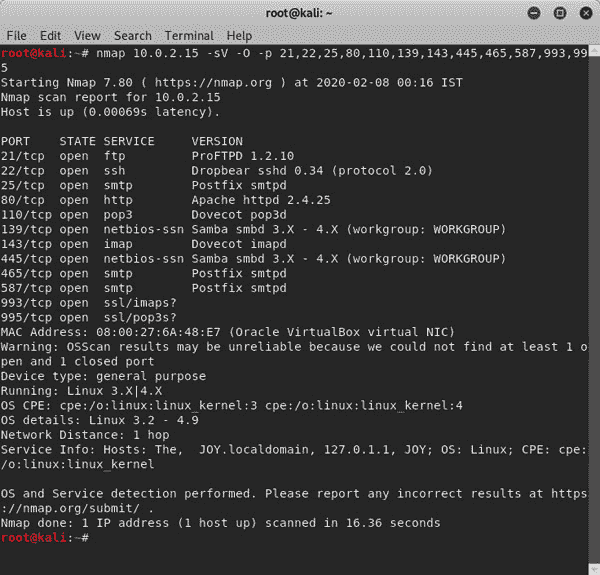 root@kali: ~
File Edit View Search Terminal Help
root@kali:~# nmap 10.0.2.15 -sV -O -p 21,22,25,80,110,139,143,445,465,587,993,99
5
Starting Nmap 7.80 ( https://nmap.org ) at 2020-02-08 00:16 IST
Nmap scan report for 10.0.2.15
Host is up (0.00069s latency).

PORT    STATE SERVICE     VERSION
21/tcp  open  ftp         ProFTPD 1.2.10
22/tcp  open  ssh         Dropbear sshd 0.34 (protocol 2.0)
25/tcp  open  smtp        Postfix smtpd
80/tcp  open  http        Apache httpd 2.4.25
110/tcp open  pop3        Dovecot pop3d
139/tcp open  netbios-ssn Samba smbd 3.X - 4.X (workgroup: WORKGROUP)
143/tcp open  imap        Dovecot imapd
445/tcp open  netbios-ssn Samba smbd 3.X - 4.X (workgroup: WORKGROUP)
465/tcp open  smtp        Postfix smtpd
587/tcp open  smtp        Postfix smtpd
993/tcp open  ssl/imaps?
995/tcp open  ssl/pop3s?
MAC Address: 08:00:27:6A:48:E7 (Oracle VirtualBox virtual NIC)
Warning: OSScan results may be unreliable because we could not find at least 1 o
pen and 1 closed port
Device type: general purpose
Running: Linux 3.X|4.X
OS CPE: cpe:/o:linux:linux_kernel:3 cpe:/o:linux:linux_kernel:4
OS details: Linux 3.2 - 4.9
Network Distance: 1 hop
Service Info: Hosts: The,  JOY.localdomain, 127.0.1.1, JOY; OS: Linux; CPE: cpe:
/o:linux:linux_kernel

OS and Service detection performed. Please report any incorrect results at https
://nmap.org/submit/ .
Nmap done: 1 IP address (1 host up) scanned in 16.36 seconds
root@kali:~#